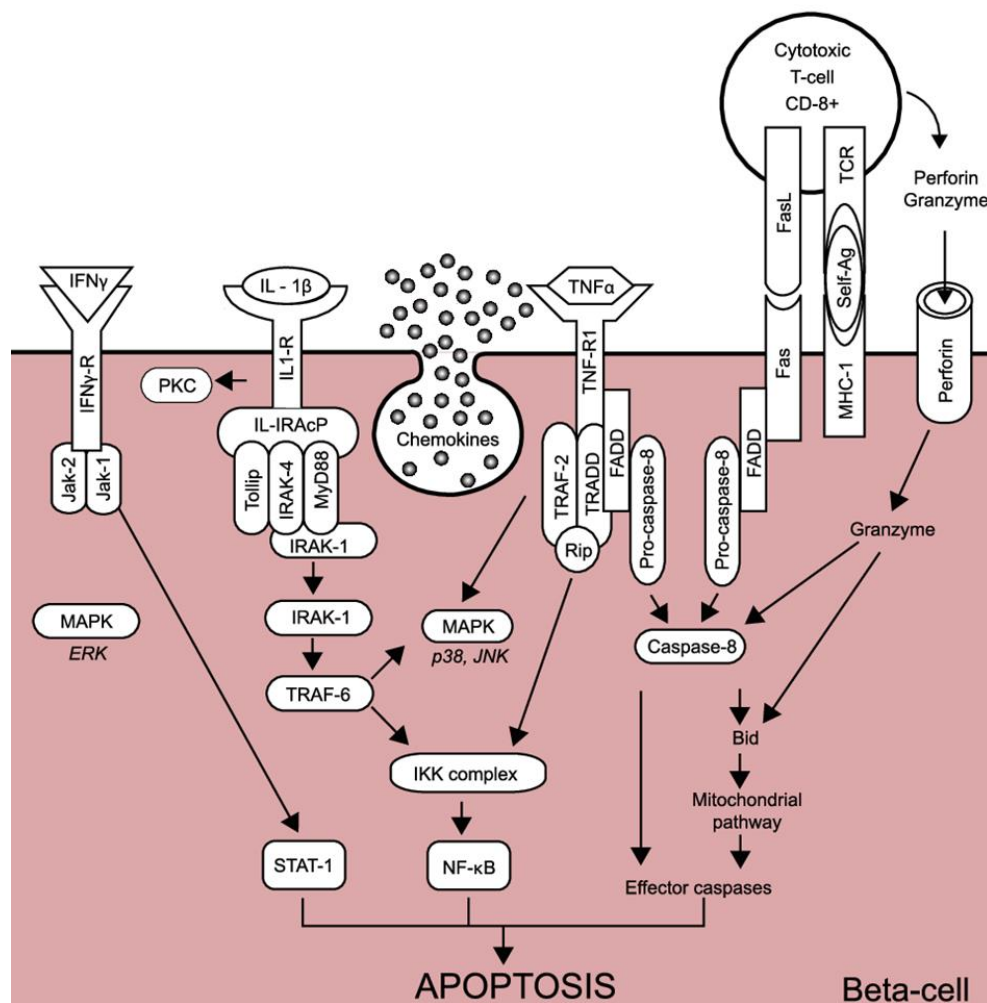 Cytotoxic
T-cell
CD-8+
FasL
TCR
Self-Ag
Perforin
Granzyme
IFNγ
IL - 1β
TNFα
IFNγ-R
IL1-R
TNF-R1
Fas
MHC-1
Perforin
PKC
IL-IRAcP
Chemokines
Jak-2
Jak-1
Tollip
IRAK-4
MyD88
IRAK-1
TRAF-2
TRADD
FADD
Pro-caspase-8
Pro-caspase-8
FADD
Rip
Granzyme
MAPK
ERK
IRAK-1
MAPK
p38, JNK
Caspase-8
TRAF-6
Bid
IKK complex
Mitochondrial
pathway
STAT-1
NF-κB
Effector caspases
APOPTOSIS
Beta-cell